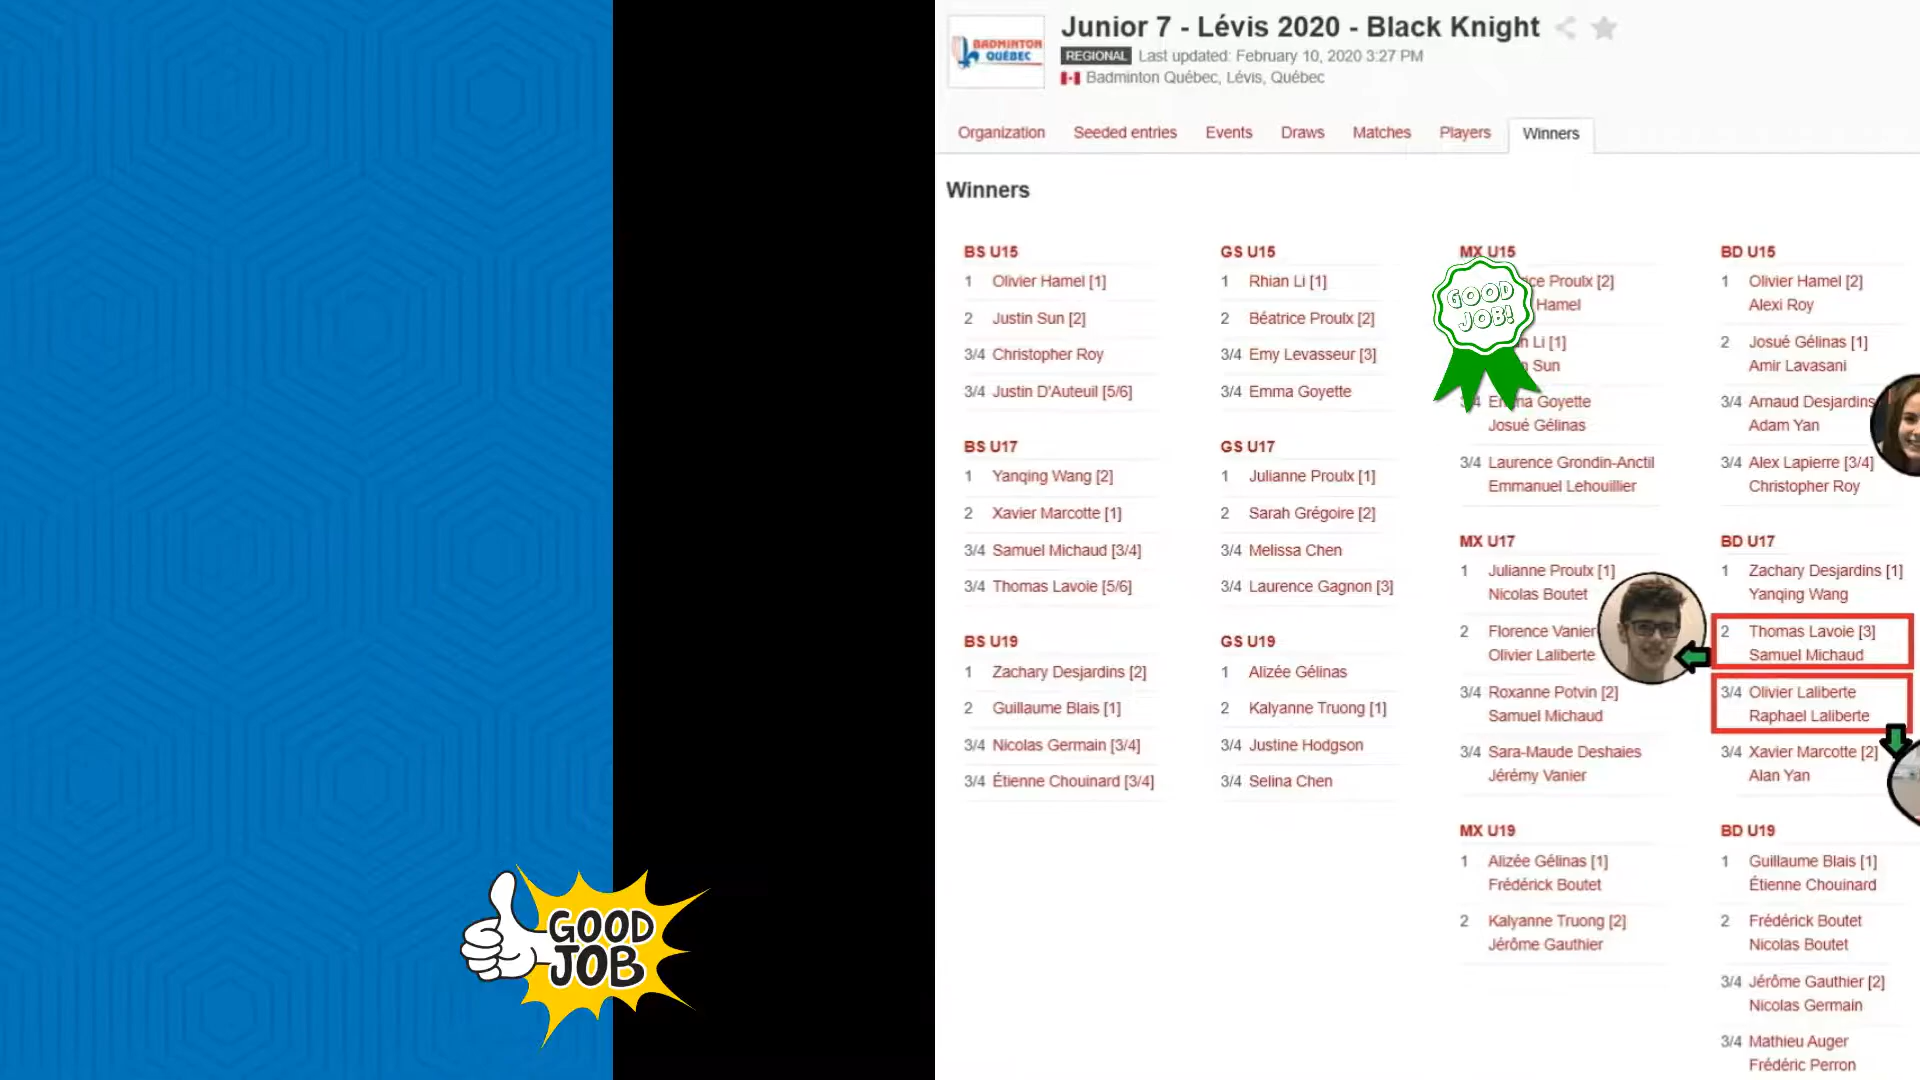 BADMINTON
QUÉBEC
Junior 7 - Lévis 2020 - Black Knight
REGIONAL Last updated: February 10, 2020 3:27 PM
Badminton Québec, Lévis, Québec
Organization Seeded entries Events Draws Matches Players Winners
Winners
BS U15
1 Olivier Hamel [1]
2 Justin Sun [2]
3/4 Christopher Roy
3/4 Justin D'Auteuil [5/6]
BS U17
1 Yanqing Wang [2]
2 Xavier Marcotte [1]
3/4 Samuel Michaud [3/4]
3/4 Thomas Lavoie [5/6]
BS U19
1 Zachary Desjardins [2]
2 Guillaume Blais [1]
3/4 Nicolas Germain [3/4]
3/4 Étienne Chouinard [3/4]
GS U15
1 Rhian Li [1]
2 Béatrice Proulx [2]
3/4 Emy Levasseur [3]
3/4 Emma Goyette
GS U17
1 Julianne Proulx [1]
2 Sarah Grégoire [2]
3/4 Melissa Chen
3/4 Laurence Gagnon [3]
GS U19
1 Alizée Gélinas
2 Kalyanne Truong [1]
3/4 Justine Hodgson
3/4 Selina Chen
MX U15
Proulx [2]
Hamel
Li [1]
Sun
GOOD
JOB!
Emma Goyette
Josué Gélinas
3/4 Laurence Grondin-Anctil
Emmanuel Lehouillier
MX U17
1 Julianne Proulx [1]
Nicolas Boutet
2 Florence Vanier
Olivier Laliberte
3/4 Roxanne Potvin [2]
Samuel Michaud
3/4 Sara-Maude Deshaies
Jérémy Vanier
MX U19
1 Alizée Gélinas [1]
Frédérick Boutet
2 Kalyanne Truong [2]
Jérôme Gauthier
BD U15
1 Olivier Hamel [2]
Alexi Roy
2 Josué Gélinas [1]
Amir Lavasani
3/4 Arnaud Desjardins
Adam Yan
3/4 Alex Lapierre [3/4]
Christopher Roy
BD U17
1 Zachary Desjardins [1]
Yanqing Wang
2 Thomas Lavoie [3]
Samuel Michaud
3/4 Olivier Laliberte
Raphael Laliberte
3/4 Xavier Marcotte [2]
Alan Yan
BD U19
1 Guillaume Blais [1]
Étienne Chouinard
2 Frédérick Boutet
Nicolas Boutet
3/4 Jérôme Gauthier [2]
Nicolas Germain
3/4 Mathieu Auger
Frédéric Perron
GOOD
JOB